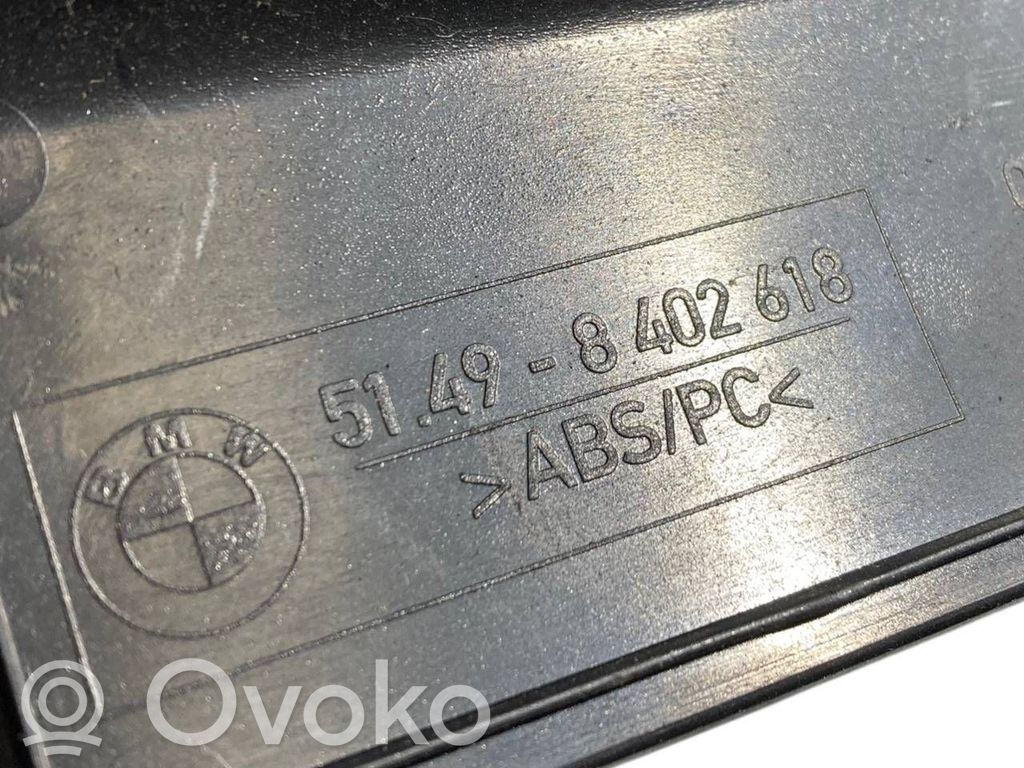 51.49 - 8 402 618
BMW
>ABS/PC<
Ovoko